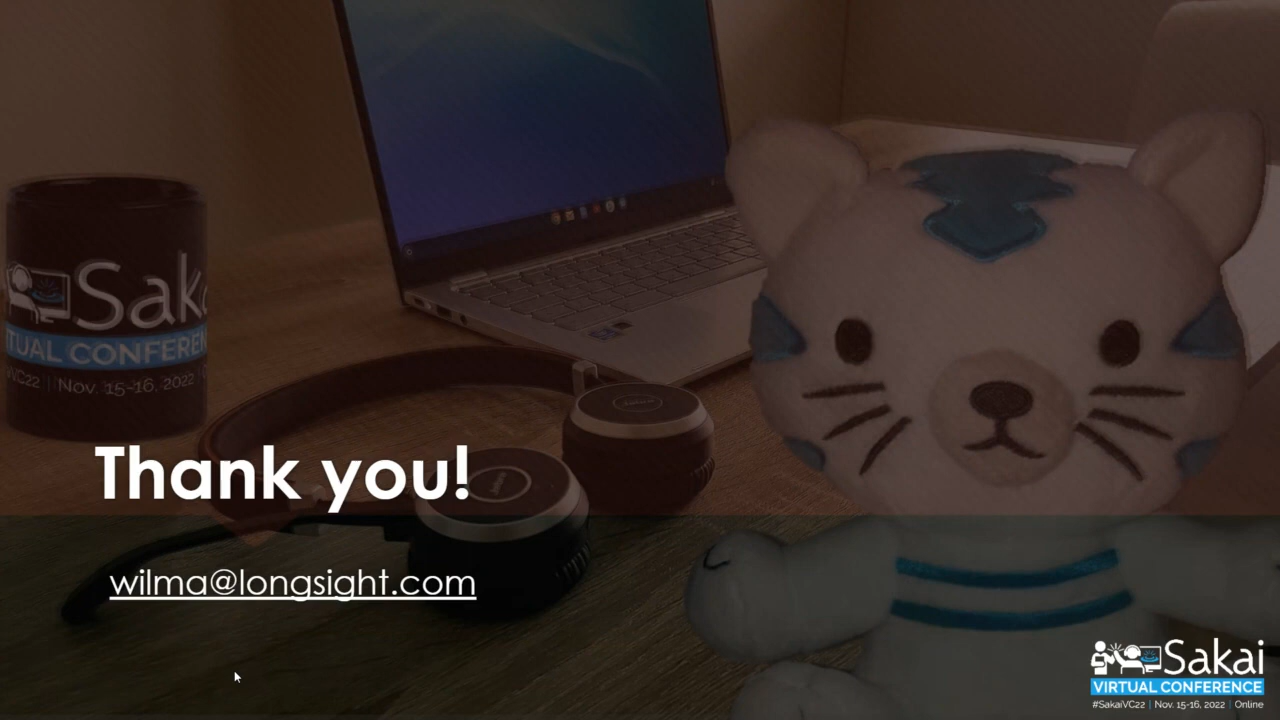 Sak
TUAL CONFEREN
VC22 | Nov. 15-16, 2022
Thank you!
wilma@longsight.com
Sakai
VIRTUAL CONFERENCE
#SakaiVC22 | Nov. 15-16, 2022 | Online